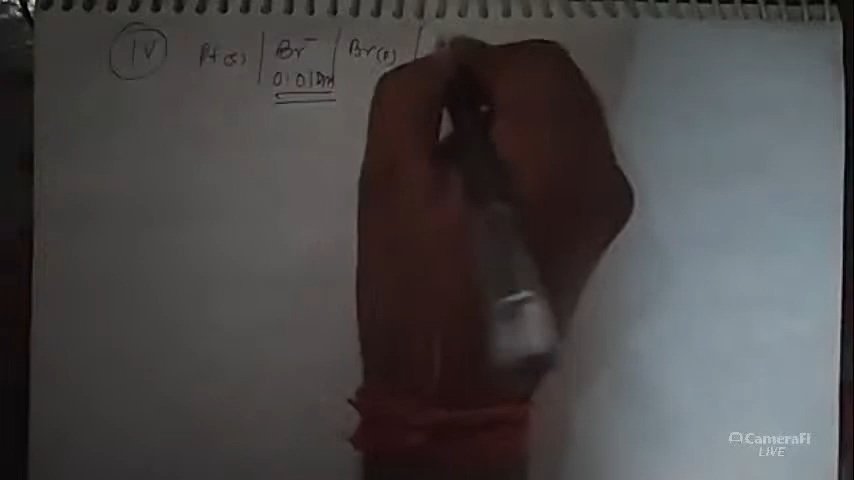 IV Pt(s) | Br⁻ | Br(l) |
0.01M
CameraFi
LIVE